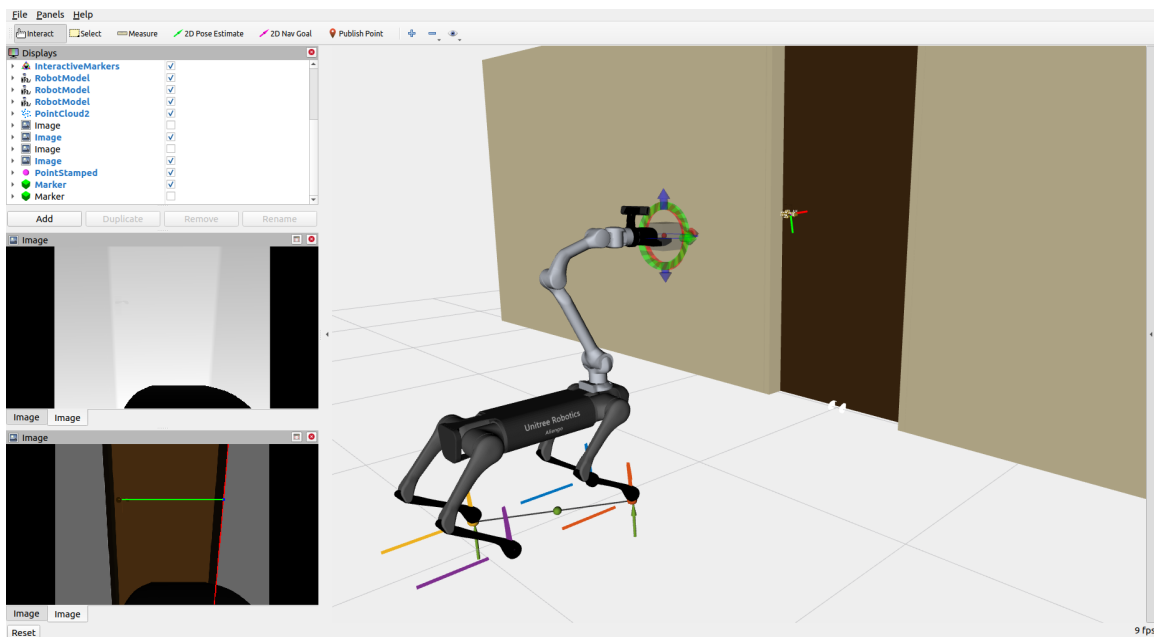 File Panels Help
Interact Select Measure 2D Pose Estimate 2D Nav Goal Publish Point
Displays
InteractiveMarkers
RobotModel
RobotModel
RobotModel
PointCloud2
Image
Image
Image
Image
PointStamped
Marker
Marker
Add Duplicate Remove Rename
Image
Image Image
Image
Image Image
Reset
Unitree Robotics
Aliengo
9 fps